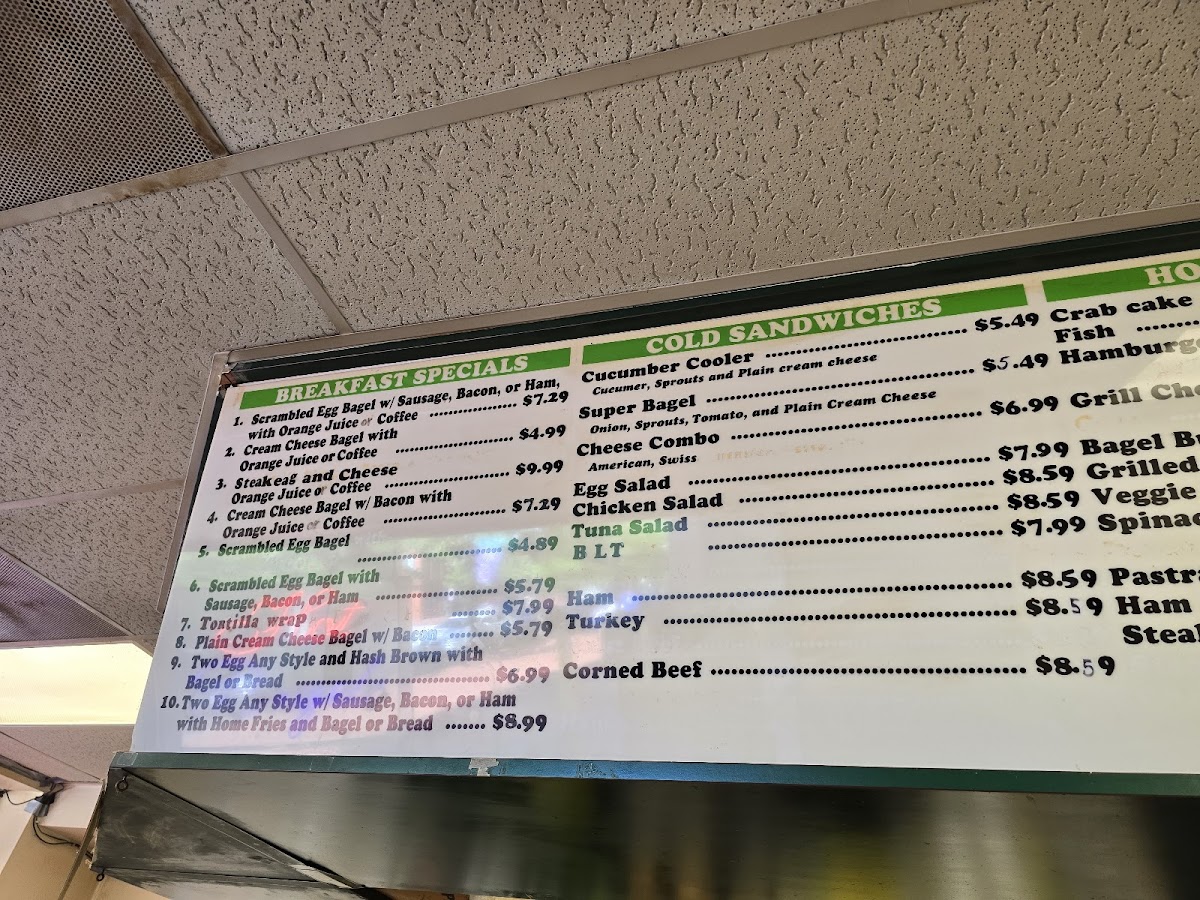 BREAKFAST SPECIALS
1. Scrambled Egg Bagel w/ Sausage, Bacon, or Ham,
with Orange Juice or Coffee ................ $7.29
2. Cream Cheese Bagel with
Orange Juice or Coffee ................ $4.99
3. Steakeag and Cheese
Orange Juice or Coffee ................ $9.99
4. Cream Cheese Bagel w/ Bacon with
Orange Juice or Coffee ................ $7.29
5. Scrambled Egg Bagel
................ $4.89
6. Scrambled Egg Bagel with
Sausage, Bacon, or Ham ................ $5.79
7. Tontilla wrap ........ $7.99
8. Plain Cream Cheese Bagel w/ Bacon ........ $5.79
9. Two Egg Any Style and Hash Brown with
Bagel or Bread ................ $6.99
10. Two Egg Any Style w/ Sausage, Bacon, or Ham
with Home Fries and Bagel or Bread ....... $8.99
COLD SANDWICHES
Cucumber Cooler ................ $5.49
Cucumer, Sprouts and Plain cream cheese
Super Bagel ................ $5.49
Onion, Sprouts, Tomato, and Plain Cream Cheese
Cheese Combo ................ $6.99
American, Swiss
Egg Salad ................ $7.99
Chicken Salad ................ $8.59
Tuna Salad ................ $8.59
B L T ................ $7.99
Ham ................ $8.59
Turkey ................ $8.59
Corned Beef ................ $8.59
HO
Crab cake
Fish ........
Hamburge
Grill Ch
Bagel B
Grilled
Veggie
Spinac
Pastra
Ham
Steal